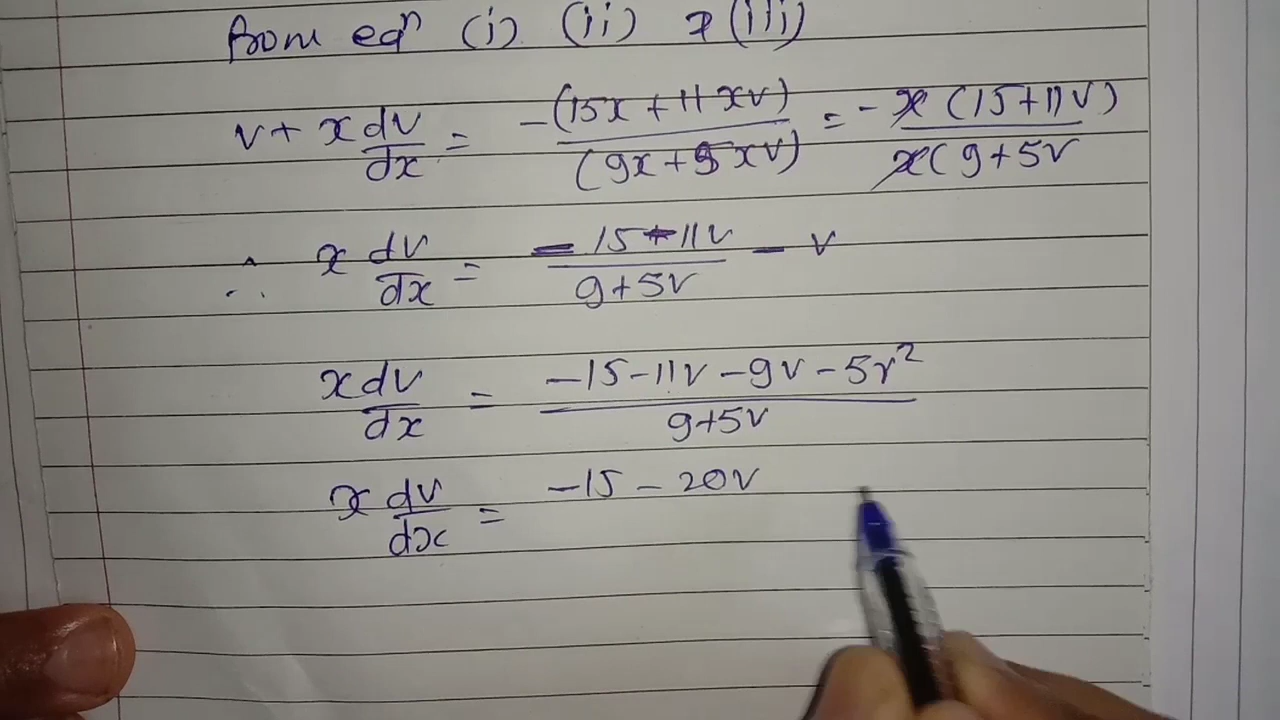 from eqⁿ (i) (ii) & (iii)
v + x dv/dx = -(15x + 11xv)/(9x + 5xv) = -x(15 + 11v)/x(9 + 5v
∴ x dv/dx = -15 - 11v/9 + 5v - v
x dv/dx = -15 - 11v - 9v - 5v²/9 + 5v
x dv/dx = -15 - 20v